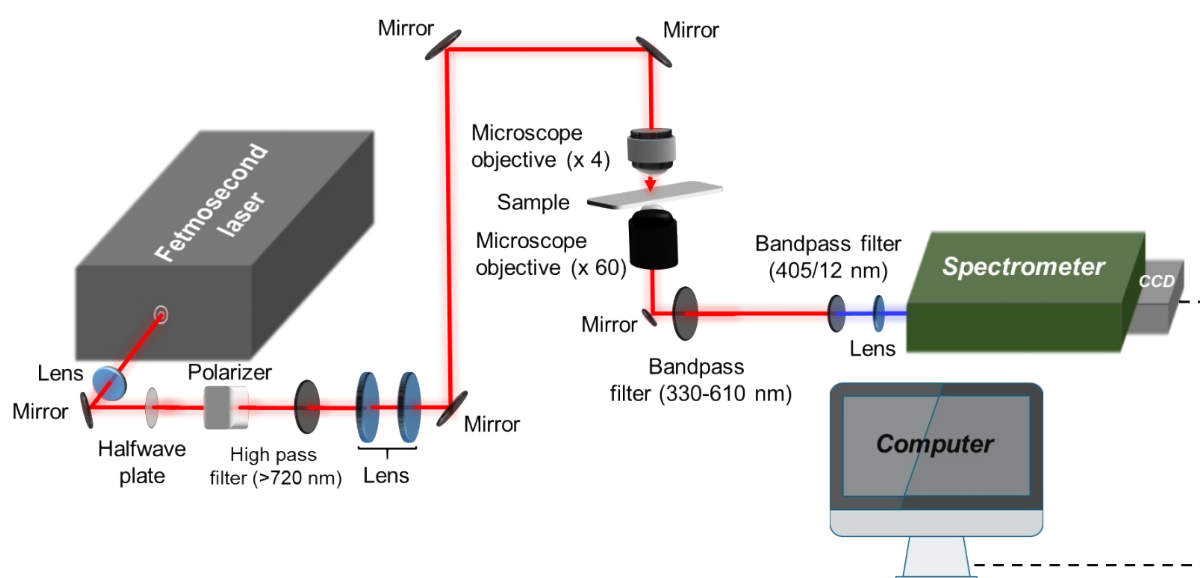 Mirror
Mirror
Microscope
objective (x 4)
Sample
Microscope
objective (x 60)
Fetmosecond
laser
Bandpass filter
(405/12 nm)
Spectrometer
CCD
Mirror
Lens
Bandpass
filter (330-610 nm)
Lens
Polarizer
Mirror
Mirror
Halfwave
plate
High pass
filter (>720 nm)
Lens
Computer